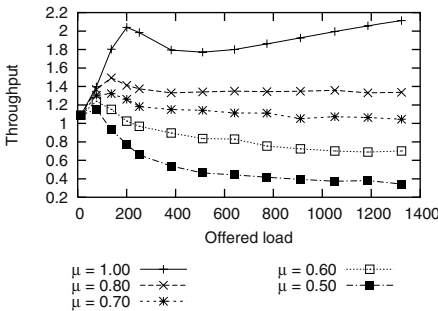 2.2
2
1.8
1.6
1.4
1.2
1
0.8
0.6
0.4
0.2
Throughput
0 200 400 600 800 1000 1200 1400
Offered load
μ = 1.00 μ = 0.60
μ = 0.80 μ = 0.50
μ = 0.70